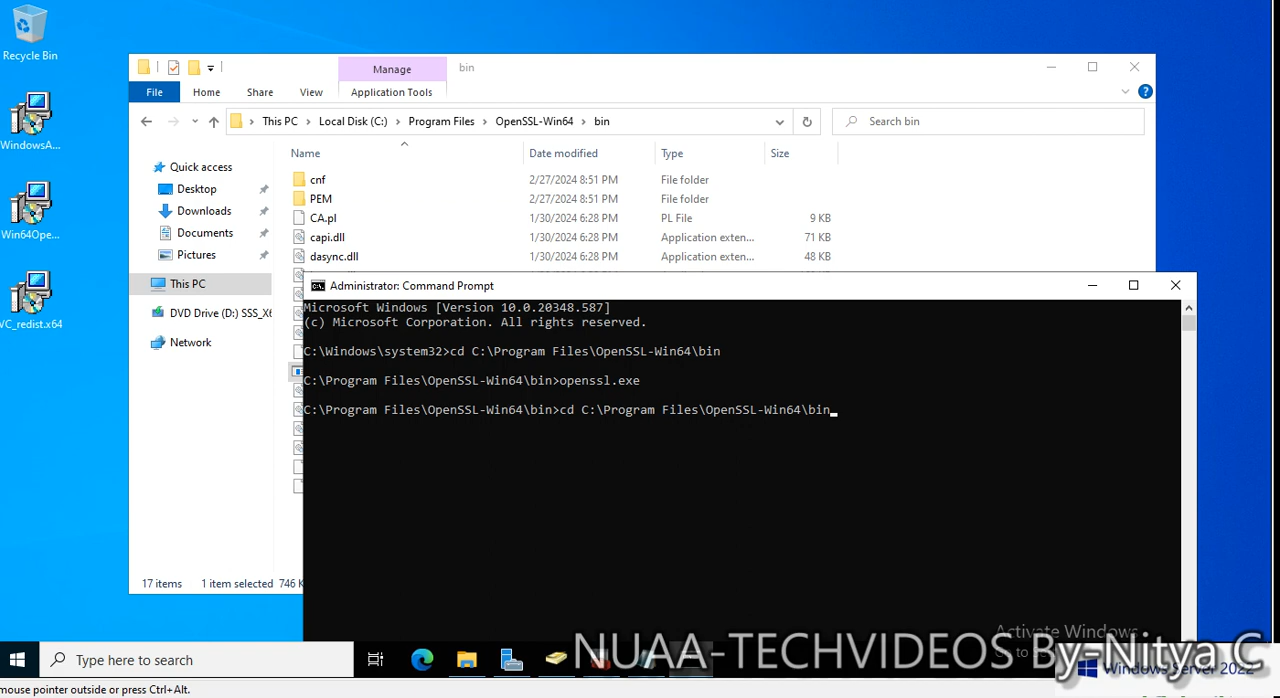 Recycle Bin
WindowsA...
Win64Ope...
VC_redist.x64
Manage
bin
File
Home
Share
View
Application Tools
This PC
Local Disk (C:)
Program Files
OpenSSL-Win64
bin
Search bin
Name
Date modified
Type
Size
Quick access
Desktop
Downloads
Documents
Pictures
This PC
DVD Drive (D:) SSS_X6
Network
cnf 2/27/2024 8:51 PM File folder
PEM 2/27/2024 8:51 PM File folder
CA.pl 1/30/2024 6:28 PM PL File 9 KB
capi.dll 1/30/2024 6:28 PM Application exten... 71 KB
dasync.dll 1/30/2024 6:28 PM Application exten... 48 KB
17 items 1 item selected 746 K
Administrator: Command Prompt
Microsoft Windows [Version 10.0.20348.587]
(c) Microsoft Corporation. All rights reserved.
C:\Windows\system32>cd C:\Program Files\OpenSSL-Win64\bin
C:\Program Files\OpenSSL-Win64\bin>openssl.exe
C:\Program Files\OpenSSL-Win64\bin>cd C:\Program Files\OpenSSL-Win64\bin
Activate Windows
Go to
NUAA-TECHVIDEOS By-Nitya C
Windows Server 2022
Type here to search
mouse pointer outside or press Ctrl+Alt.